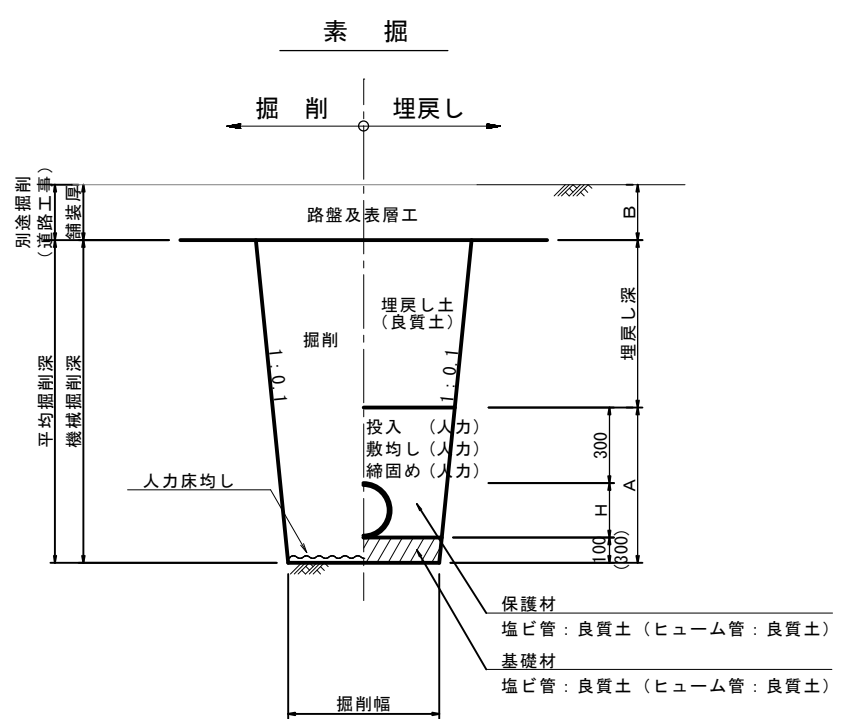 素 掘
掘 削 埋戻し
別途掘削
(道路工事)
舗装厚
路盤及表層工
B
平均掘削深
機械掘削深
掘削
1:0.1
埋戻し土
(良質土)
1:0.1
埋戻し深
投入 (人力)
敷均し(人力)
締固め(人力)
300
H
A
100
(300)
人力床均し
保護材
塩ビ管:良質土(ヒューム管:良質土)
基礎材
塩ビ管:良質土(ヒューム管:良質土)
掘削幅